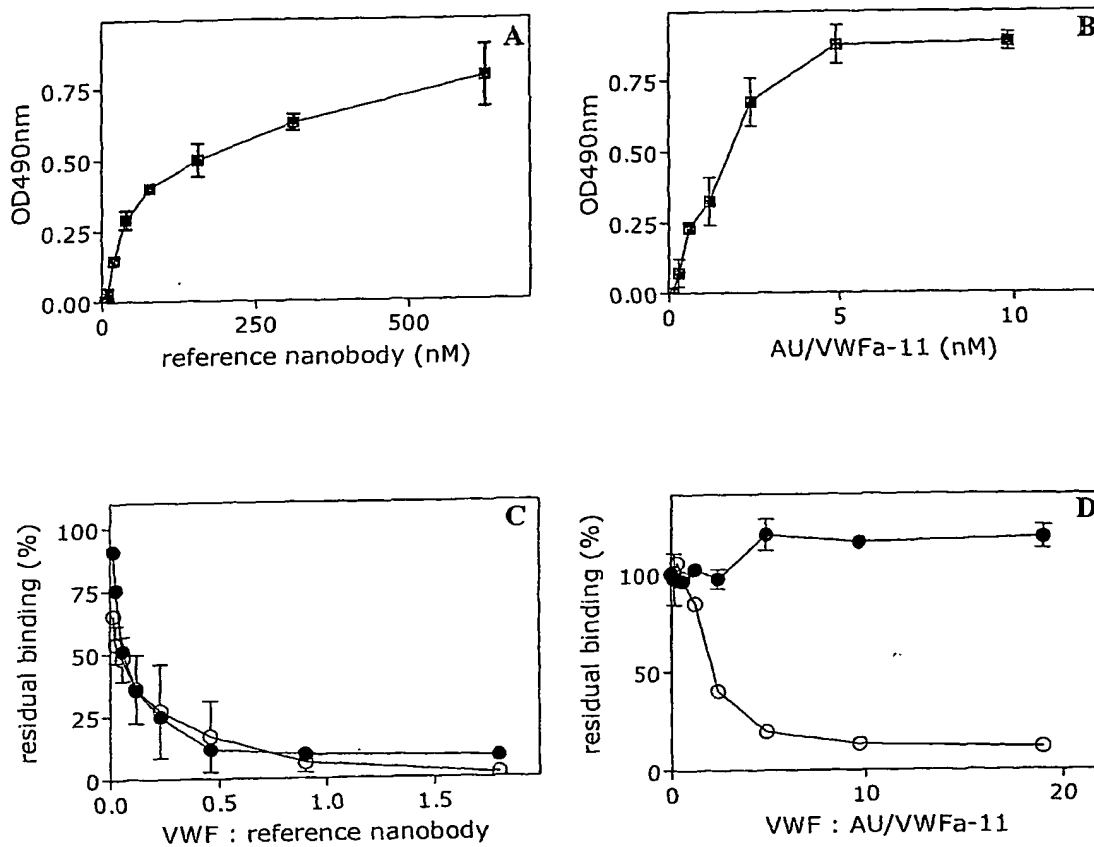 A
OD490nm
0.75
0.50
0.25
0.00
0
250
500
reference nanobody (nM)
B
OD490nm
0.75
0.50
0.25
0.00
0
5
10
AU/VWFa-11 (nM)
C
residual binding (%)
100
75
50
25
0
0.0
0.5
1.0
1.5
VWF : reference nanobody
D
residual binding (%)
100
50
0
0
10
20
VWF : AU/VWFa-11